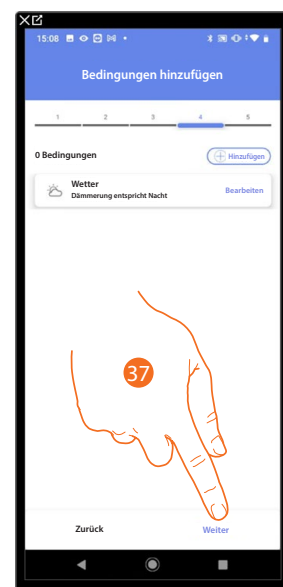 15:08
Bedingungen hinzufügen
1 2 3 4 5
0 Bedingungen
Hinzufügen
Wetter
Dämmerung entspricht Nacht
Bearbeiten
37
Zurück
Weiter